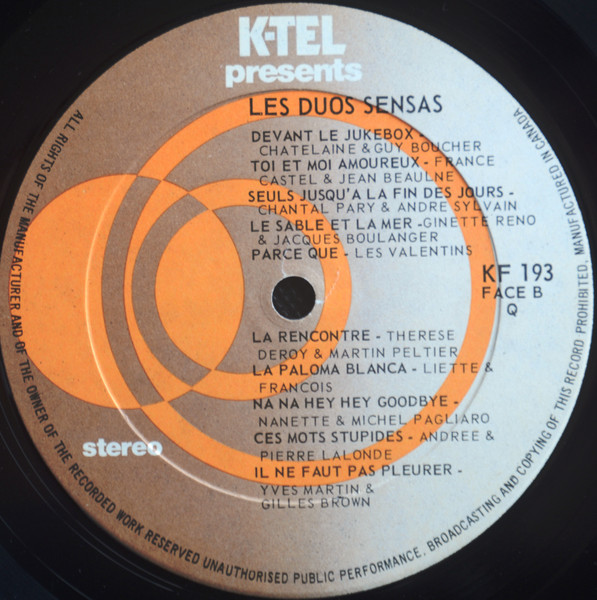 K-TEL
presents
LES DUOS SENSAS
DEVANT LE JUKEBOX -
CHATELAINE & GUY BOUCHER
TOI ET MOI AMOUREUX - FRANCE
CASTEL & JEAN BEAULNE
SEULS JUSQU'A LA FIN DES JOURS -
CHANTAL PARY & ANDRE SYLVAIN
LE SABLE ET LA MER - GINETTE RENO
& JACQUES BOULANGER
PARCE QUE - LES VALENTINS
KF 193
FACE B
Q
LA RENCONTRE - THERESE
DEROY & MARTIN PELTIER
LA PALOMA BLANCA - LIETTE &
FRANCOIS
NA NA HEY HEY GOODBYE -
NANETTE & MICHEL PAGLIARO
CES MOTS STUPIDES - ANDREE &
PIERRE LALONDE
IL NE FAUT PAS PLEURER -
YVES MARTIN &
GILLES BROWN
stereo
ALL RIGHTS OF THE MANUFACTURER AND OF THE OWNER OF THE RECORDED WORK RESERVED UNAUTHORISED PUBLIC PERFORMANCE, BROADCASTING AND COPYING OF THIS RECORD PROHIBITED. MANUFACTURED IN CANADA